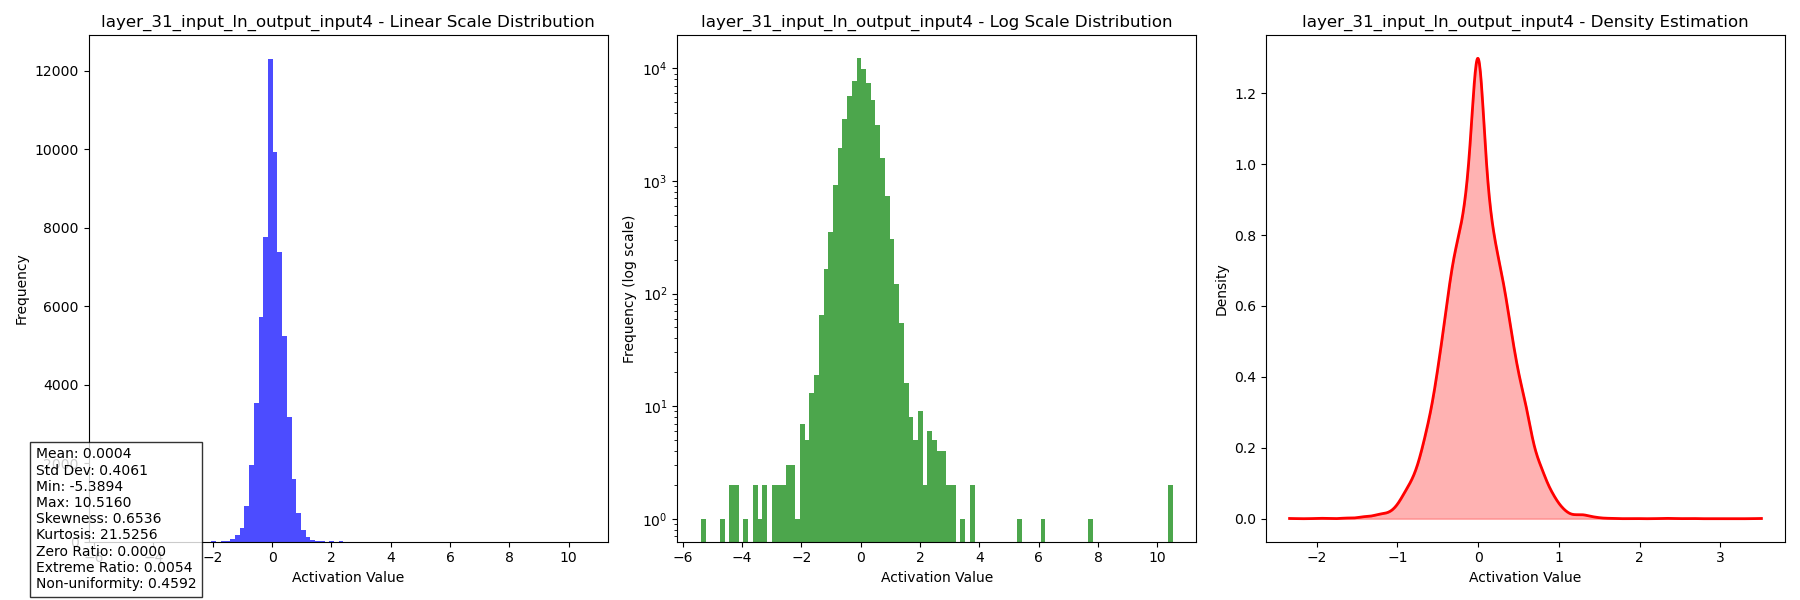 layer_31_input_ln_output_input4 - Linear Scale Distribution
Frequency
12000
10000
8000
6000
4000
2000
0
−2
0
2
4
6
8
10
Activation Value
Mean: 0.0004
Std Dev: 0.4061
Min: -5.3894
Max: 10.5160
Skewness: 0.6536
Kurtosis: 21.5256
Zero Ratio: 0.0000
Extreme Ratio: 0.0054
Non-uniformity: 0.4592
layer_31_input_ln_output_input4 - Log Scale Distribution
Frequency (log scale)
10⁴
10³
10²
10¹
10⁰
−6
−4
−2
0
2
4
6
8
10
Activation Value
layer_31_input_ln_output_input4 - Density Estimation
Density
1.2
1.0
0.8
0.6
0.4
0.2
0.0
−2
−1
0
1
2
3
Activation Value